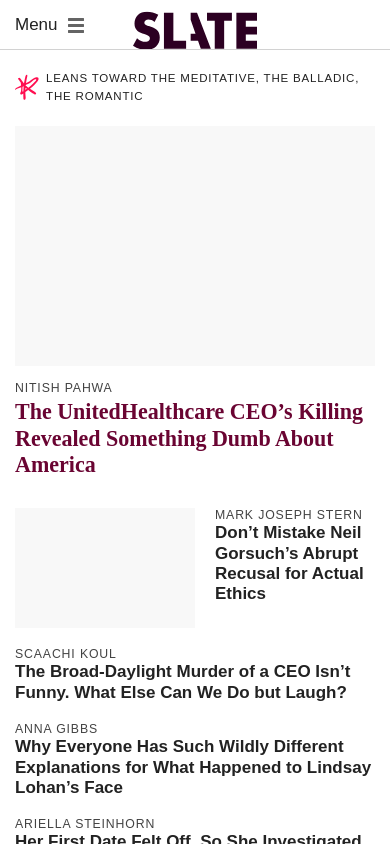 Menu
SLATE
LEANS TOWARD THE MEDITATIVE, THE BALLADIC,
THE ROMANTIC
NITISH PAHWA
The UnitedHealthcare CEO’s Killing
Revealed Something Dumb About
America
MARK JOSEPH STERN
Don’t Mistake Neil
Gorsuch’s Abrupt
Recusal for Actual
Ethics
SCAACHI KOUL
The Broad-Daylight Murder of a CEO Isn’t
Funny. What Else Can We Do but Laugh?
ANNA GIBBS
Why Everyone Has Such Wildly Different
Explanations for What Happened to Lindsay
Lohan’s Face
ARIELLA STEINHORN
Her First Date Felt Off. So She Investigated